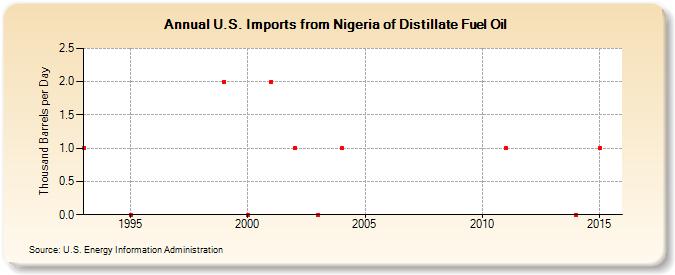 Annual U.S. Imports from Nigeria of Distillate Fuel Oil
Thousand Barrels per Day
2.5
2.0
1.5
1.0
0.5
0.0
1995 2000 2005 2010 2015
Source: U.S. Energy Information Administration